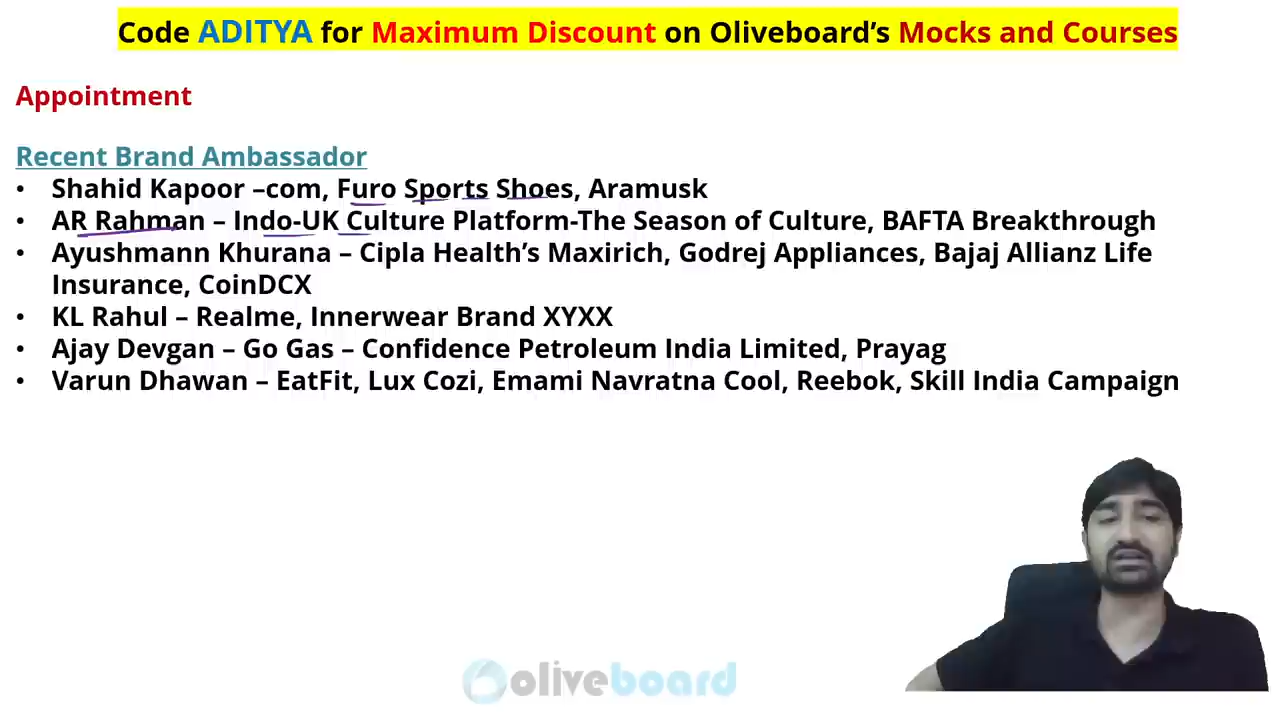 Code ADITYA for Maximum Discount on Oliveboard’s Mocks and Courses
Appointment
Recent Brand Ambassador
• Shahid Kapoor –com, Furo Sports Shoes, Aramusk
• AR Rahman – Indo-UK Culture Platform-The Season of Culture, BAFTA Breakthrough
• Ayushmann Khurana – Cipla Health’s Maxirich, Godrej Appliances, Bajaj Allianz Life
Insurance, CoinDCX
• KL Rahul – Realme, Innerwear Brand XYXX
• Ajay Devgan – Go Gas – Confidence Petroleum India Limited, Prayag
• Varun Dhawan – EatFit, Lux Cozi, Emami Navratna Cool, Reebok, Skill India Campaign
oliveboard